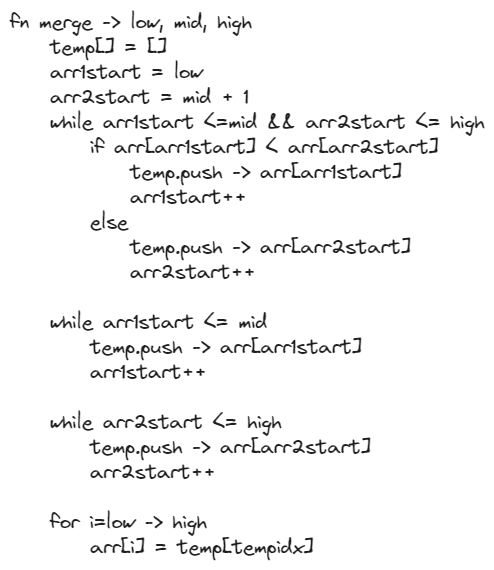 fn merge -> low, mid, high
temp[] = []
arr1start = low
arr2start = mid + 1
while arr1start <=mid && arr2start <= high
if arr[arr1start] < arr[arr2start]
temp.push -> arr[arr1start]
arr1start++
else
temp.push -> arr[arr2start]
arr2start++
while arr1start <= mid
temp.push -> arr[arr1start]
arr1start++
while arr2start <= high
temp.push -> arr[arr2start]
arr2start++
for i=low -> high
arr[i] = temp[tempidx]